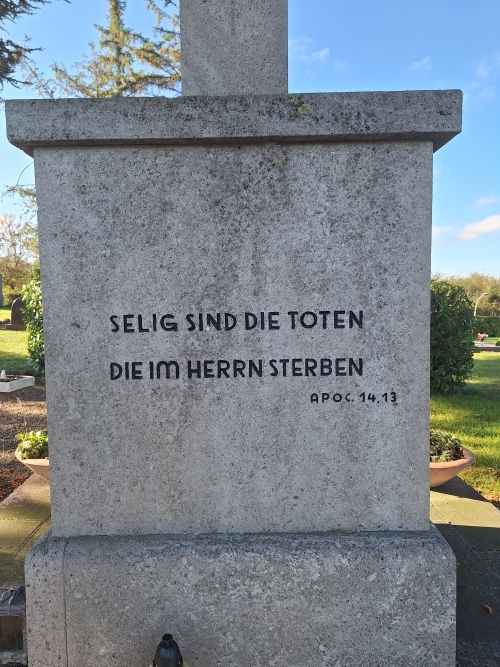 SELIG SIND DIE TOTEN
DIE IM HERRN STERBEN
APOC. 14,13